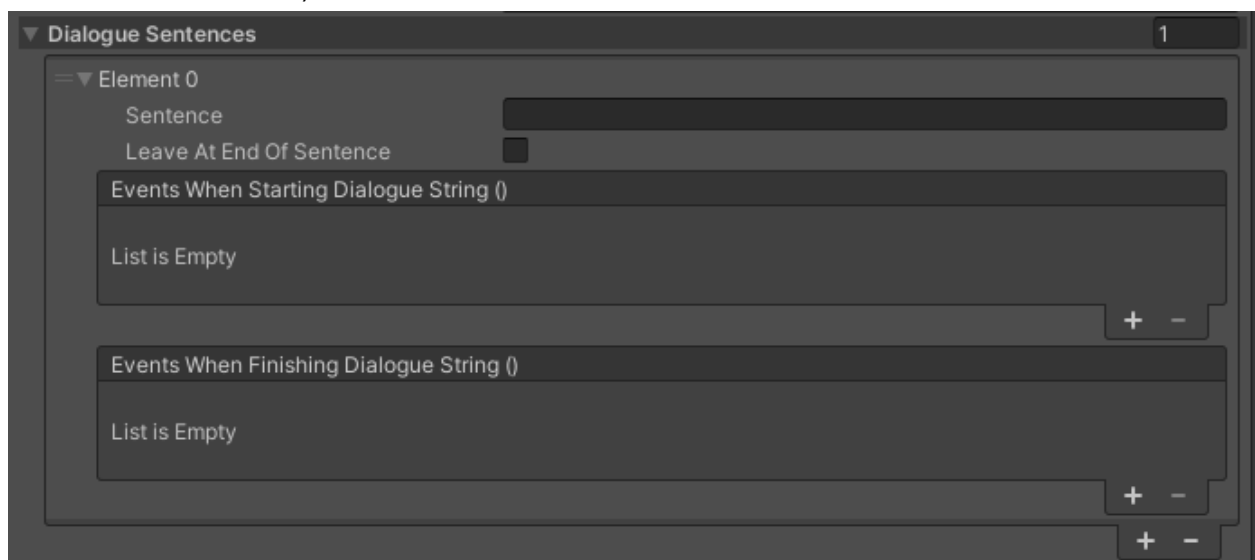 Dialogue Sentences 1
Element 0
Sentence
Leave At End Of Sentence
Events When Starting Dialogue String ()
List is Empty
+ −
Events When Finishing Dialogue String ()
List is Empty
+ −
+ −